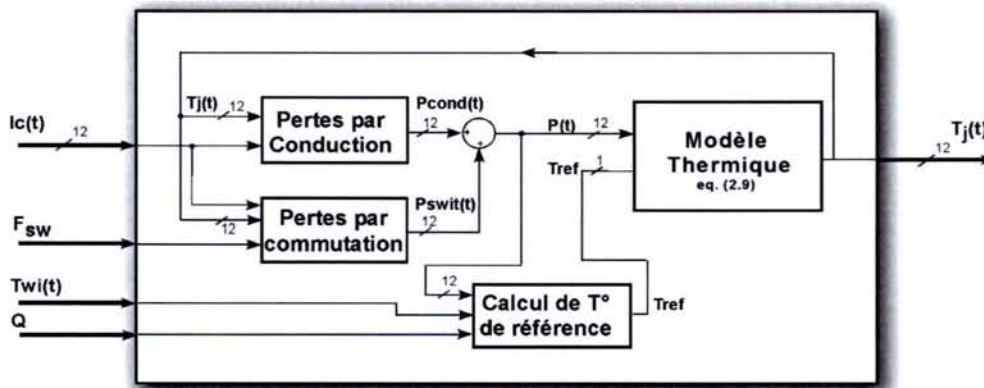 Ic(t)
12
Tj(t)
12
Pertes par
Conduction
Pcond(t)
12
+
+
P(t)
12
Modèle
Thermique
eq. (2.9)
Tj(t)
12
Tref
1
Fsw
12
Pertes par
commutation
Pswit(t)
12
Twi(t)
Q
12
Calcul de T°
de référence
Tref